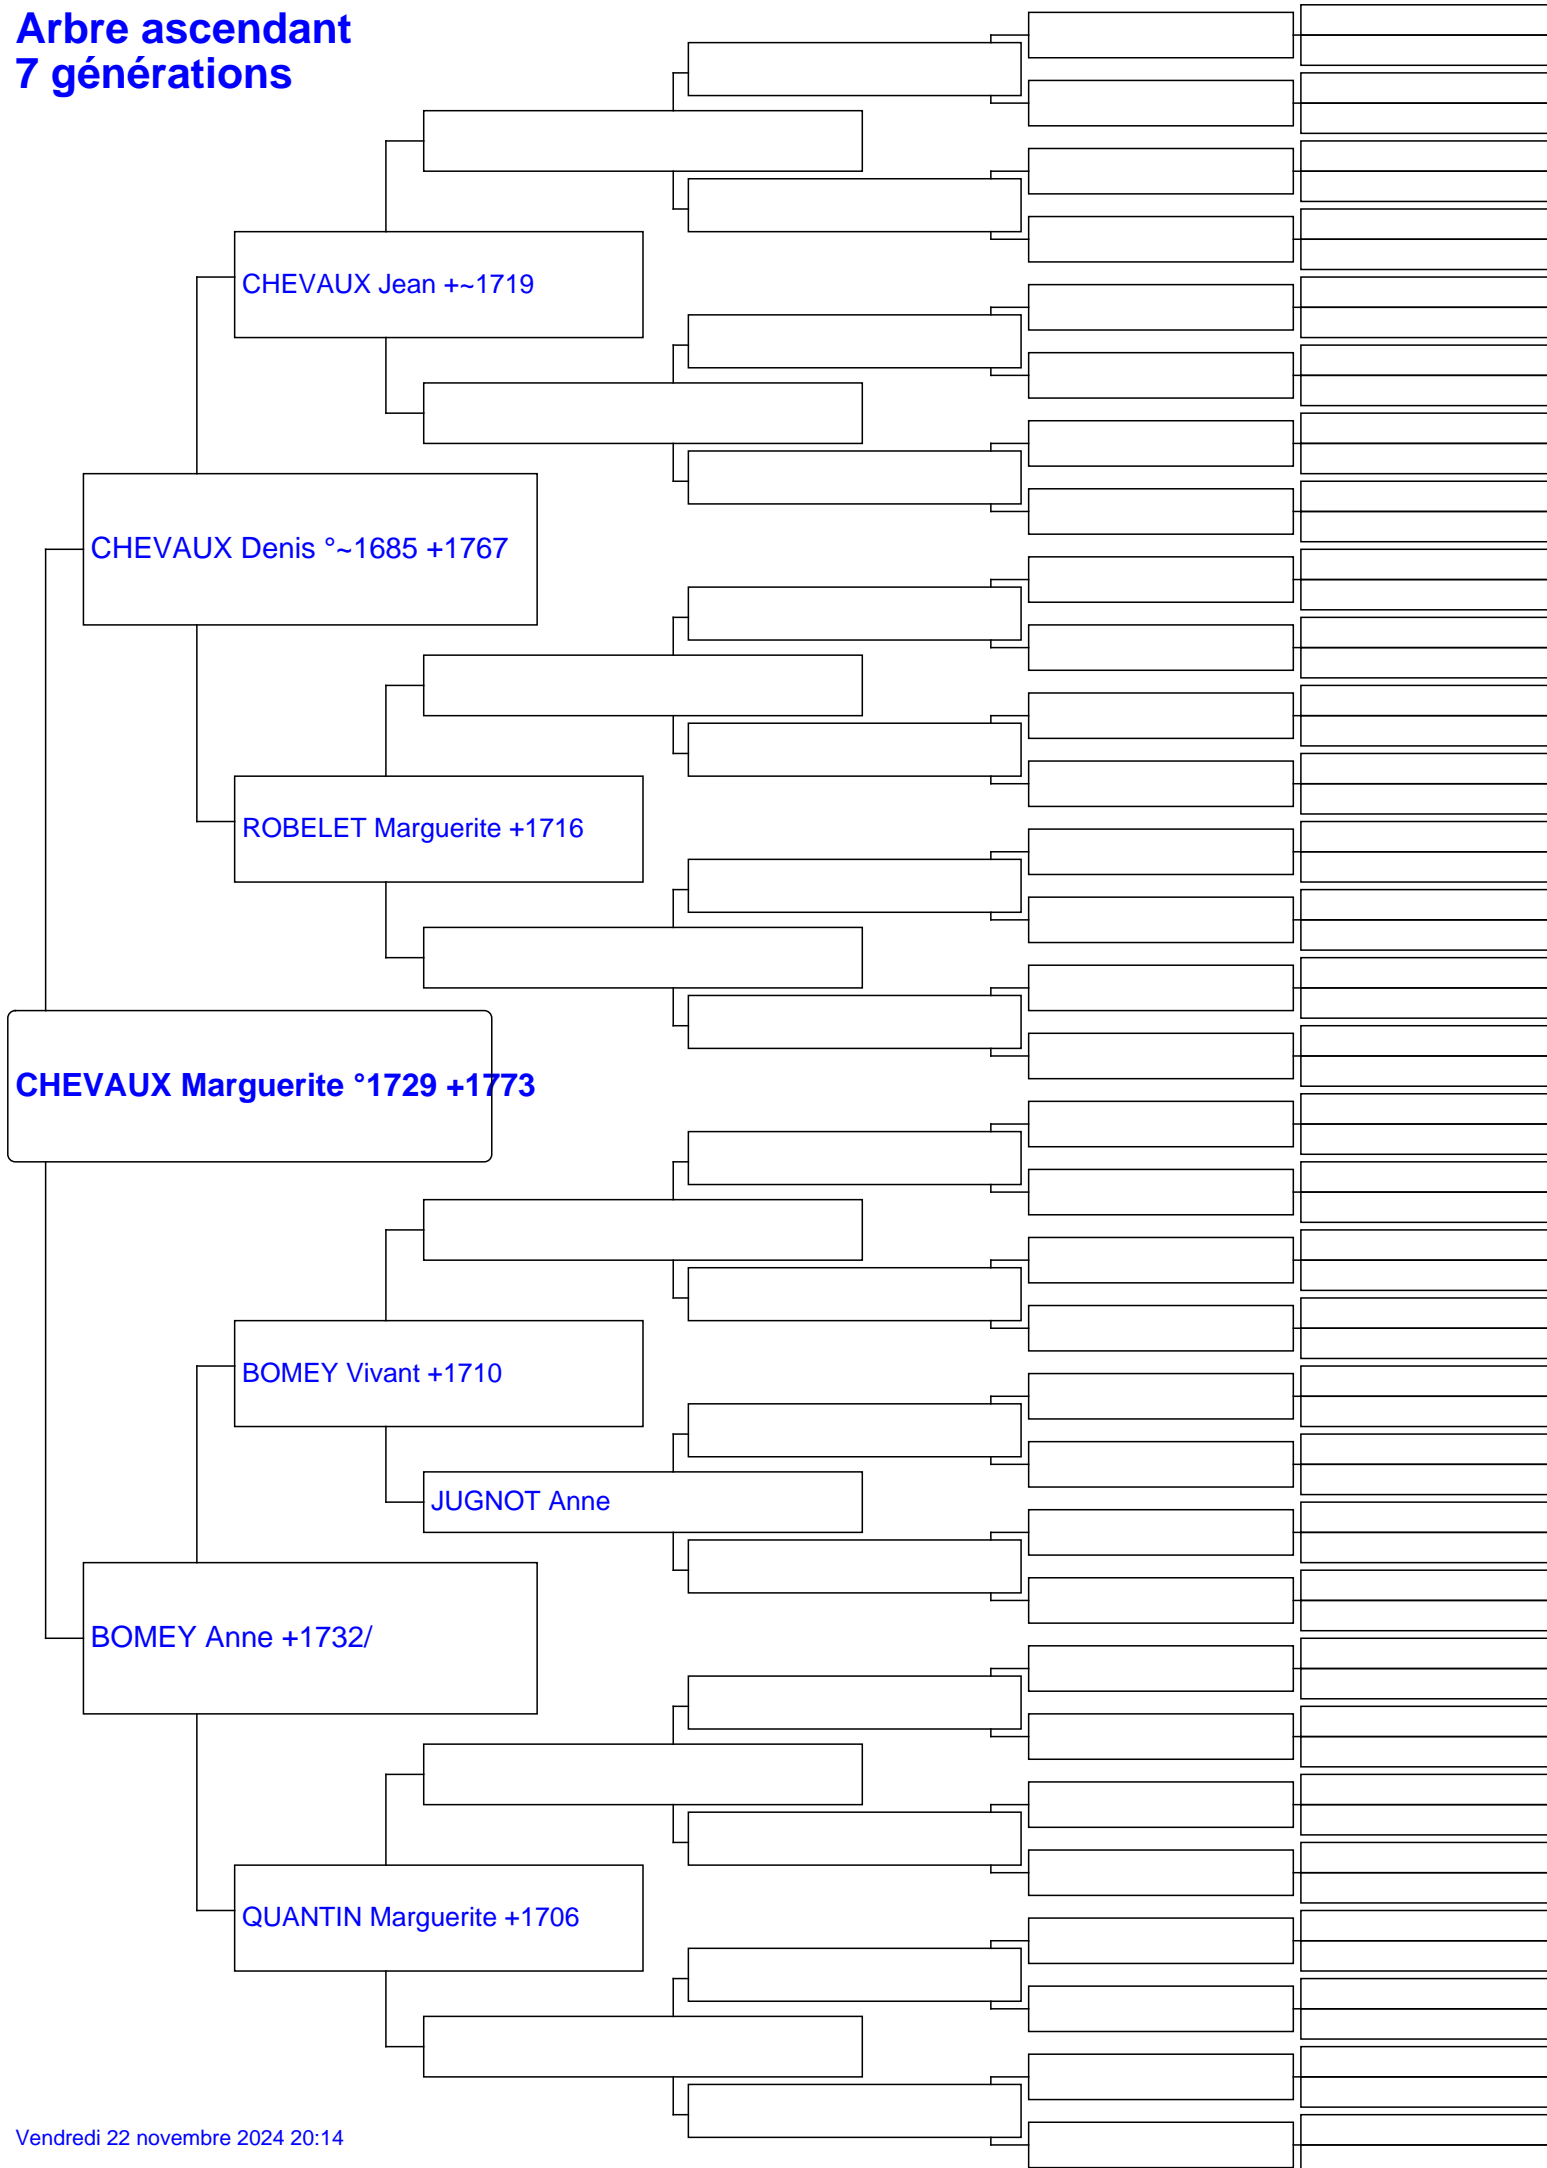 Arbre ascendant
7 générations
CHEVAUX Jean +~1719
CHEVAUX Denis °~1685 +1767
ROBELET Marguerite +1716
CHEVAUX Marguerite °1729 +1773
BOMEY Vivant +1710
JUGNOT Anne
BOMEY Anne +1732/
QUANTIN Marguerite +1706
Vendredi 22 novembre 2024 20:14